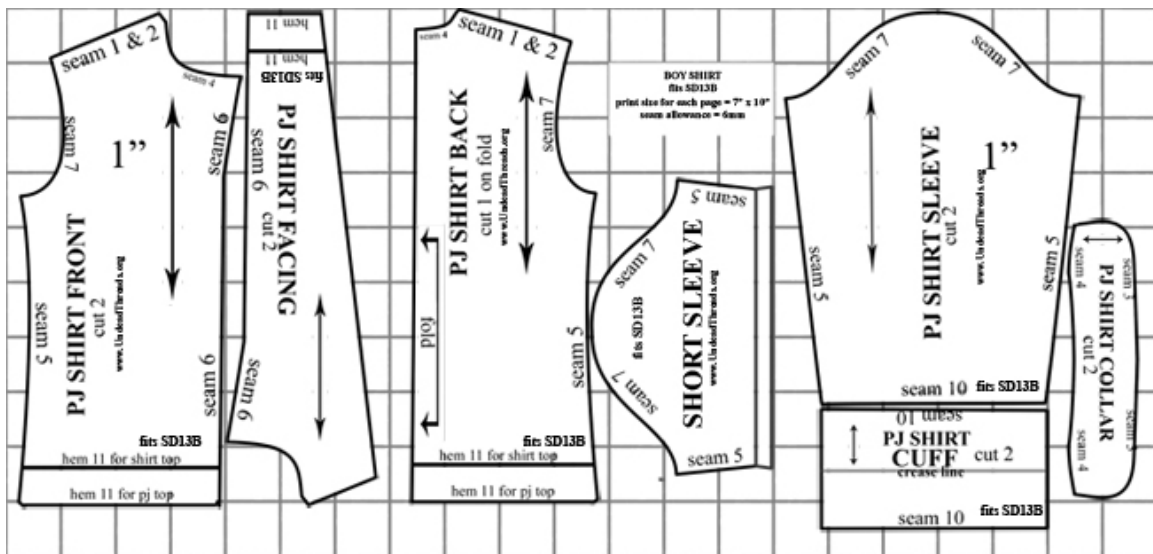 seam 1 & 2
seam 4
seam 7
1”
seam 6
PJ SHIRT FRONT
cut 2
www.UndeadThreads.org
seam 5
seam 6
fits SD13B
hem 11 for shirt top
hem 11 for pj top
hem 11
hem 11
fits SD13B
PJ SHIRT FACING
cut 2
seam 6
seam 6
seam 4
seam 1 & 2
seam 7
PJ SHIRT BACK
cut 1 on fold
www.UndeadThreads.org
fold
seam 5
fits SD13B
hem 11 for shirt top
hem 11 for pj top
BOY SHIRT
fits SD13B
print size for each page = 7” x 10”
seam allowance = 6mm
seam 5
seam 7
fits SD13B
SHORT SLEEVE
www.UndeadThreads.org
seam 7
seam 5
seam 7
seam 7
1”
PJ SHIRT SLEEVE
cut 2
www.UndeadThreads.org
seam 5
seam 5
seam 10
fits SD13B
seam 10
PJ SHIRT
CUFF
cut 2
crease line
fits SD13B
seam 10
seam 4
seam 3
PJ SHIRT COLLAR
cut 2
seam 4
seam 3